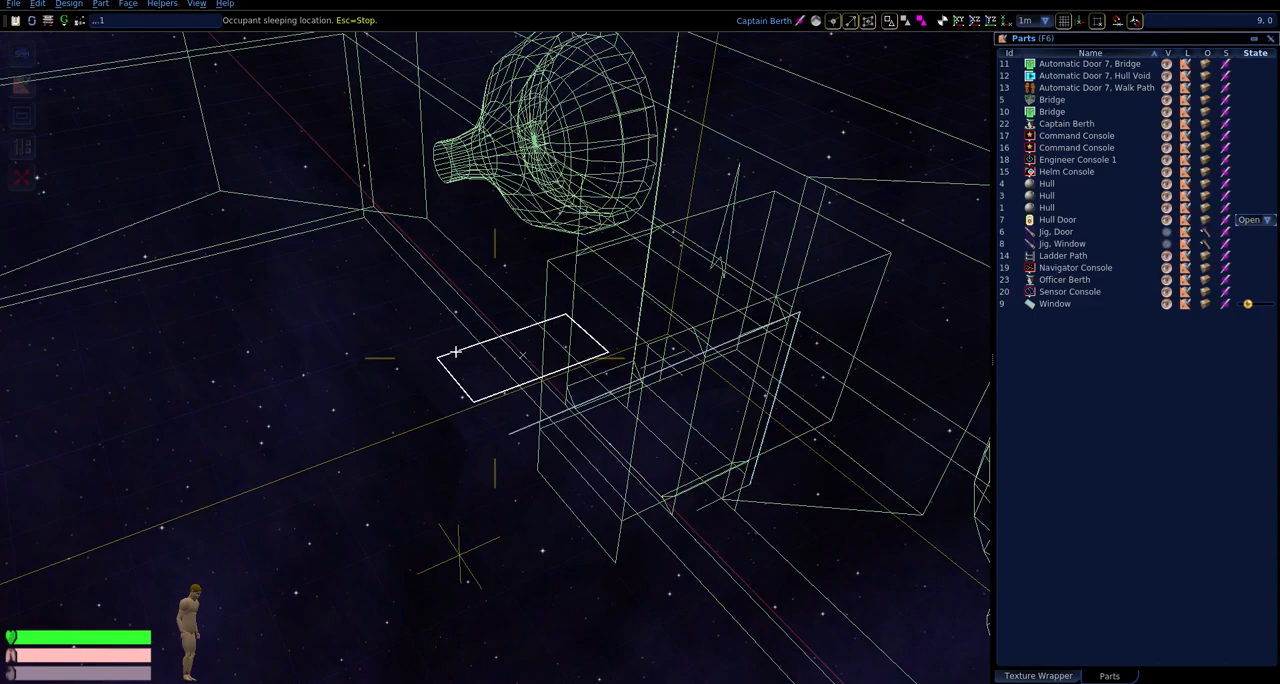 File Edit Design Part Face Helpers View Help
...1 Occupant sleeping location. Esc=Stop. Captain Berth XY XZ YZ 1m 9, 0
Parts (F6)
Id Name V L O S State
11 Automatic Door 7, Bridge
12 Automatic Door 7, Hull Void
13 Automatic Door 7, Walk Path
5 Bridge
10 Bridge
22 Captain Berth
17 Command Console
16 Command Console
18 Engineer Console 1
15 Helm Console
4 Hull
3 Hull
1 Hull
7 Hull Door Open
6 Jig, Door
8 Jig, Window
14 Ladder Path
19 Navigator Console
23 Officer Berth
20 Sensor Console
9 Window
Texture Wrapper Parts